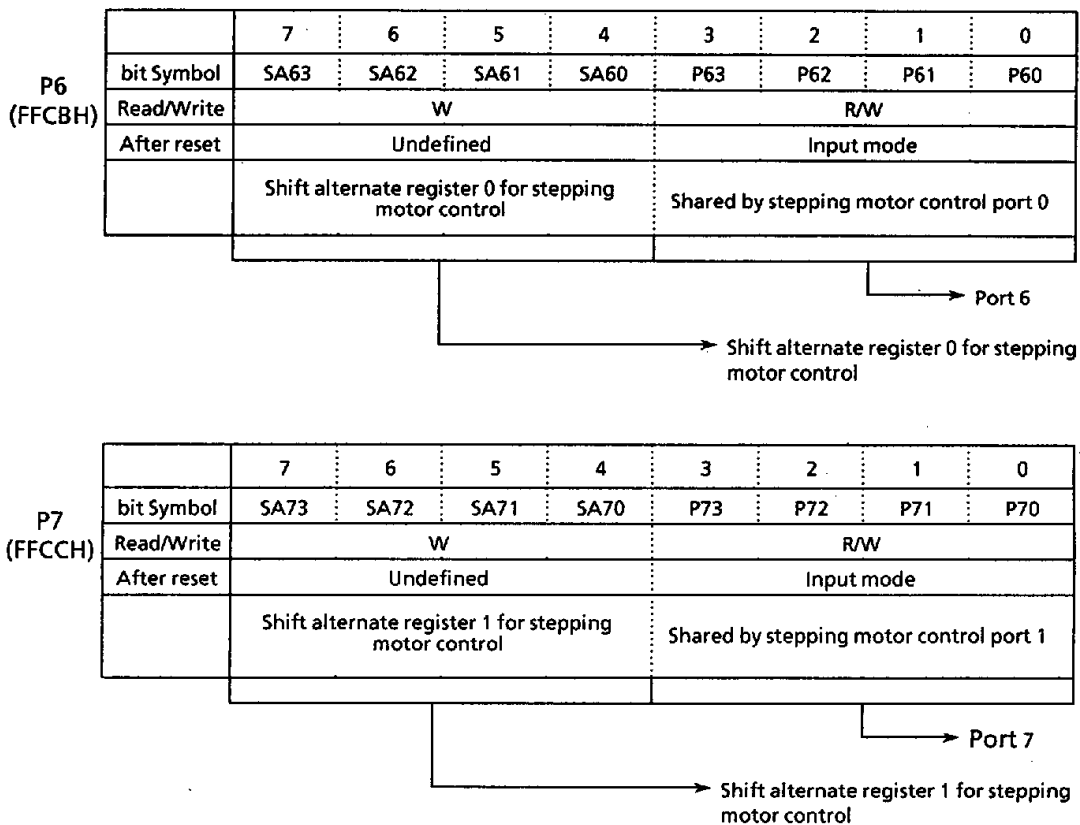 7 6 5 4 3 2 1 0
P6
(FFCBH)
bit Symbol SA63 SA62 SA61 SA60 P63 P62 P61 P60
Read/Write W R/W
After reset Undefined Input mode
Shift alternate register 0 for stepping
motor control
Shared by stepping motor control port 0
Port 6
Shift alternate register 0 for stepping
motor control
7 6 5 4 3 2 1 0
P7
(FFCCH)
bit Symbol SA73 SA72 SA71 SA70 P73 P72 P71 P70
Read/Write W R/W
After reset Undefined Input mode
Shift alternate register 1 for stepping
motor control
Shared by stepping motor control port 1
Port 7
Shift alternate register 1 for stepping
motor control